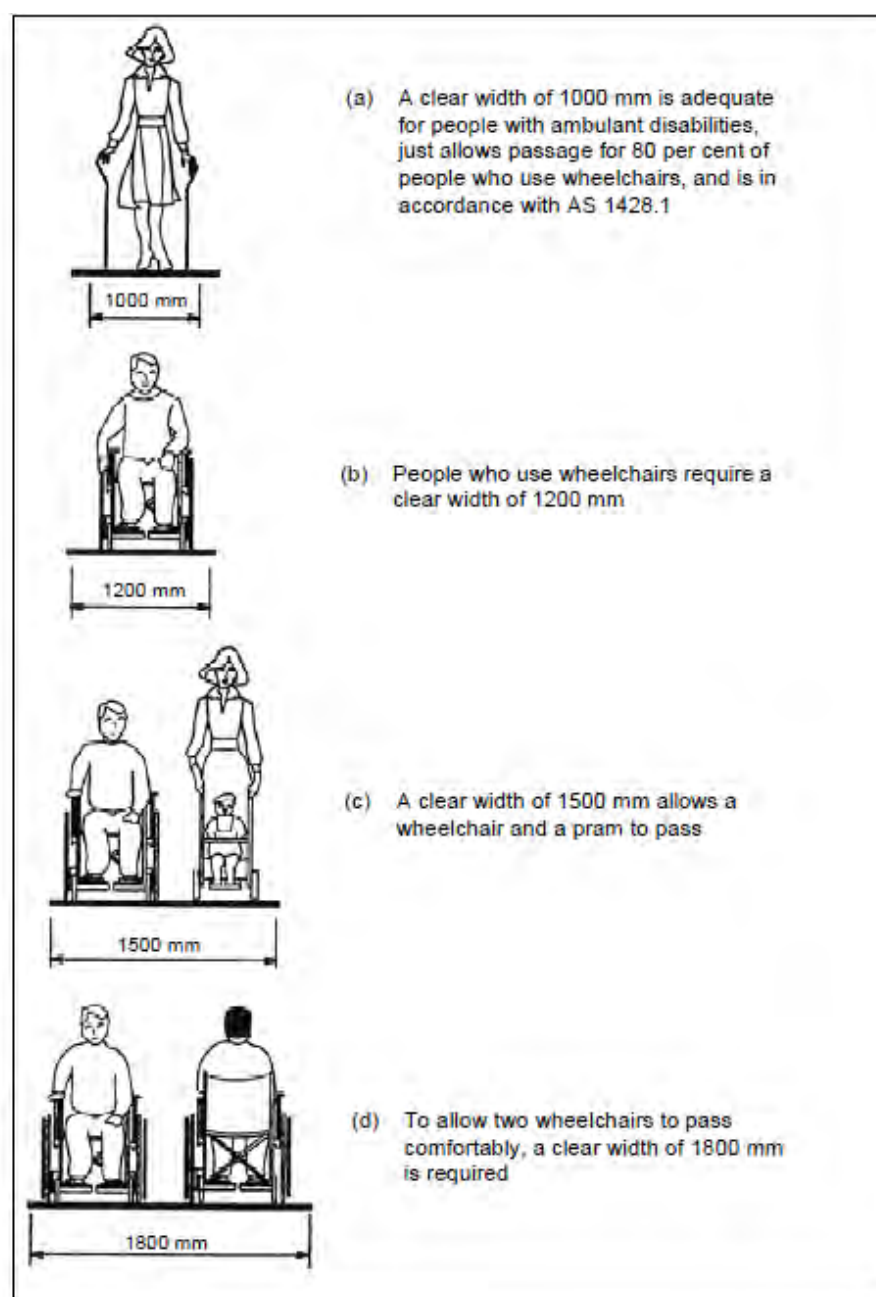 (a) A clear width of 1000 mm is adequate
for people with ambulant disabilities,
just allows passage for 80 per cent of
people who use wheelchairs, and is in
accordance with AS 1428.1
1000 mm
(b) People who use wheelchairs require a
clear width of 1200 mm
1200 mm
(c) A clear width of 1500 mm allows a
wheelchair and a pram to pass
1500 mm
(d) To allow two wheelchairs to pass
comfortably, a clear width of 1800 mm
is required
1800 mm